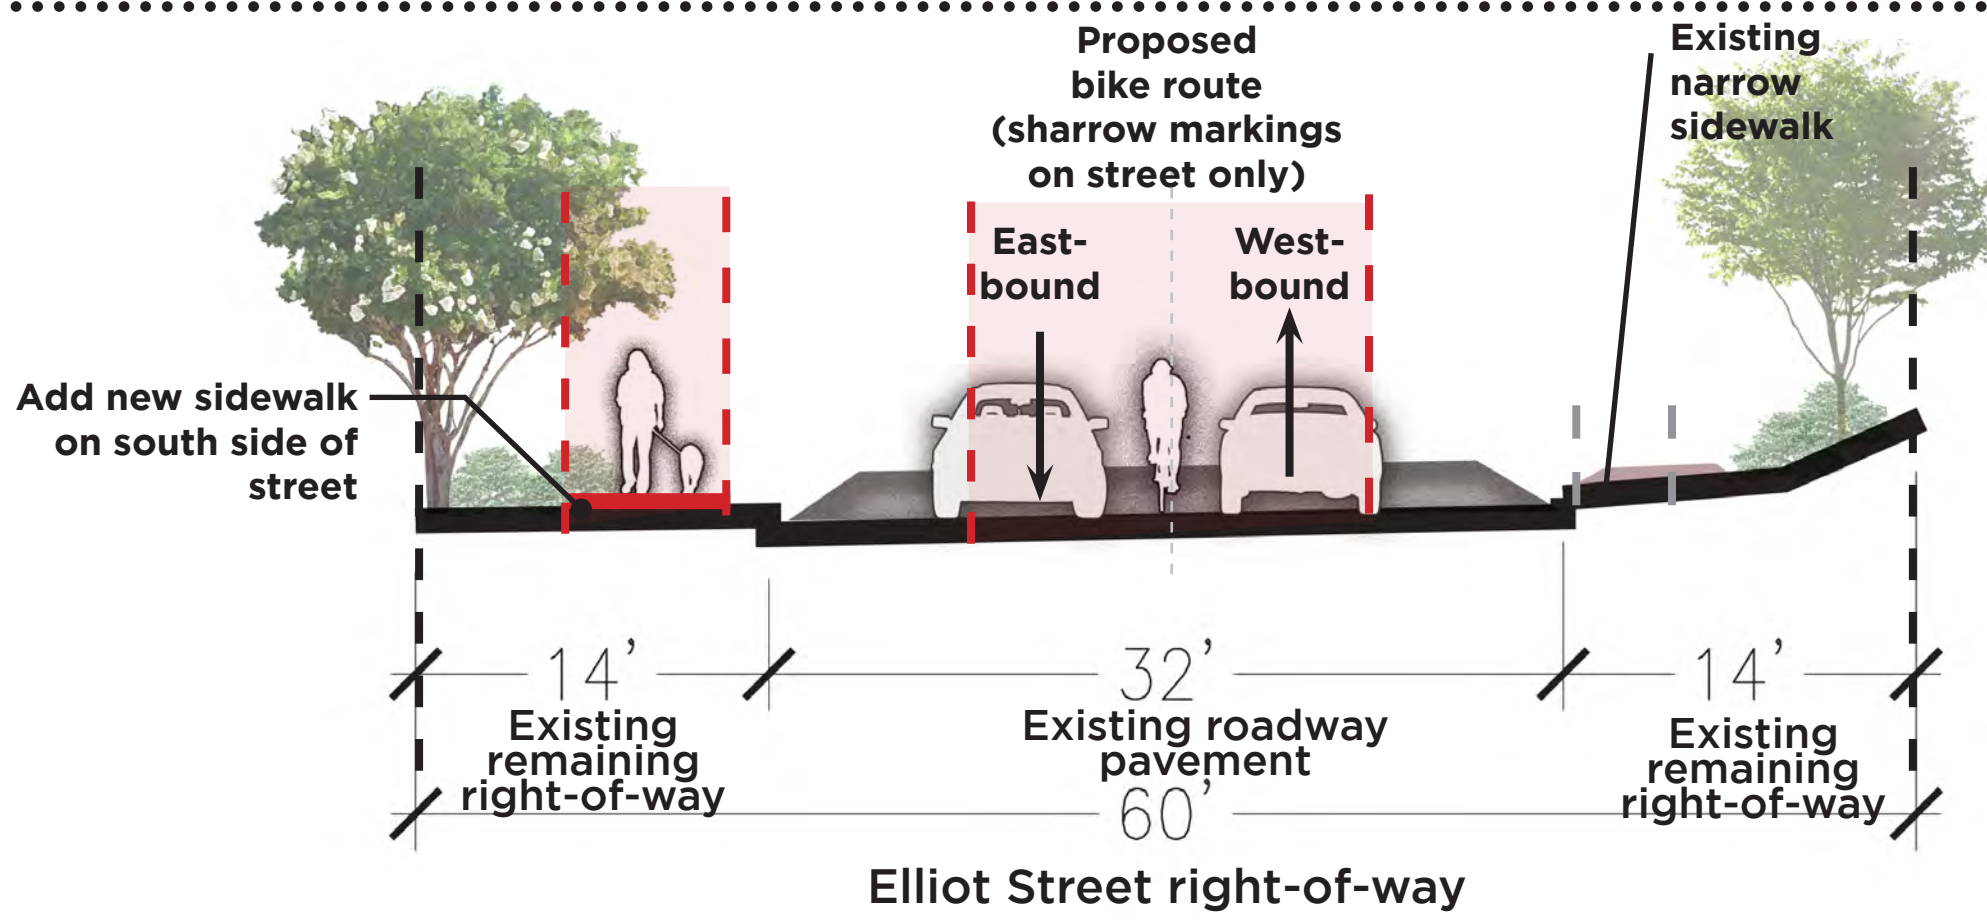 Proposed
bike route
(sharrow markings
on street only)
Existing
narrow
sidewalk
East-
bound
West-
bound
Add new sidewalk
on south side of
street
14’
32’
14’
Existing
remaining
right-of-way
Existing roadway
pavement
Existing
remaining
right-of-way
60’
Elliot Street right-of-way